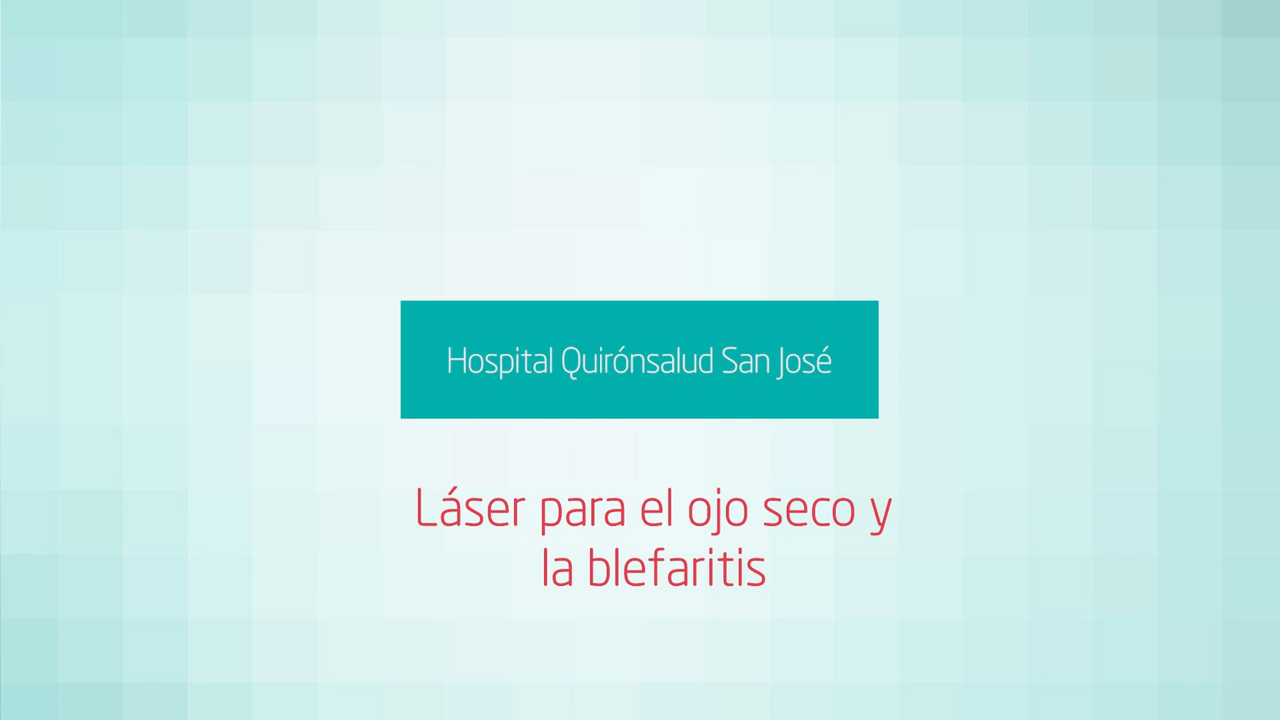 Hospital Quirónsalud San José
Láser para el ojo seco y
la blefaritis